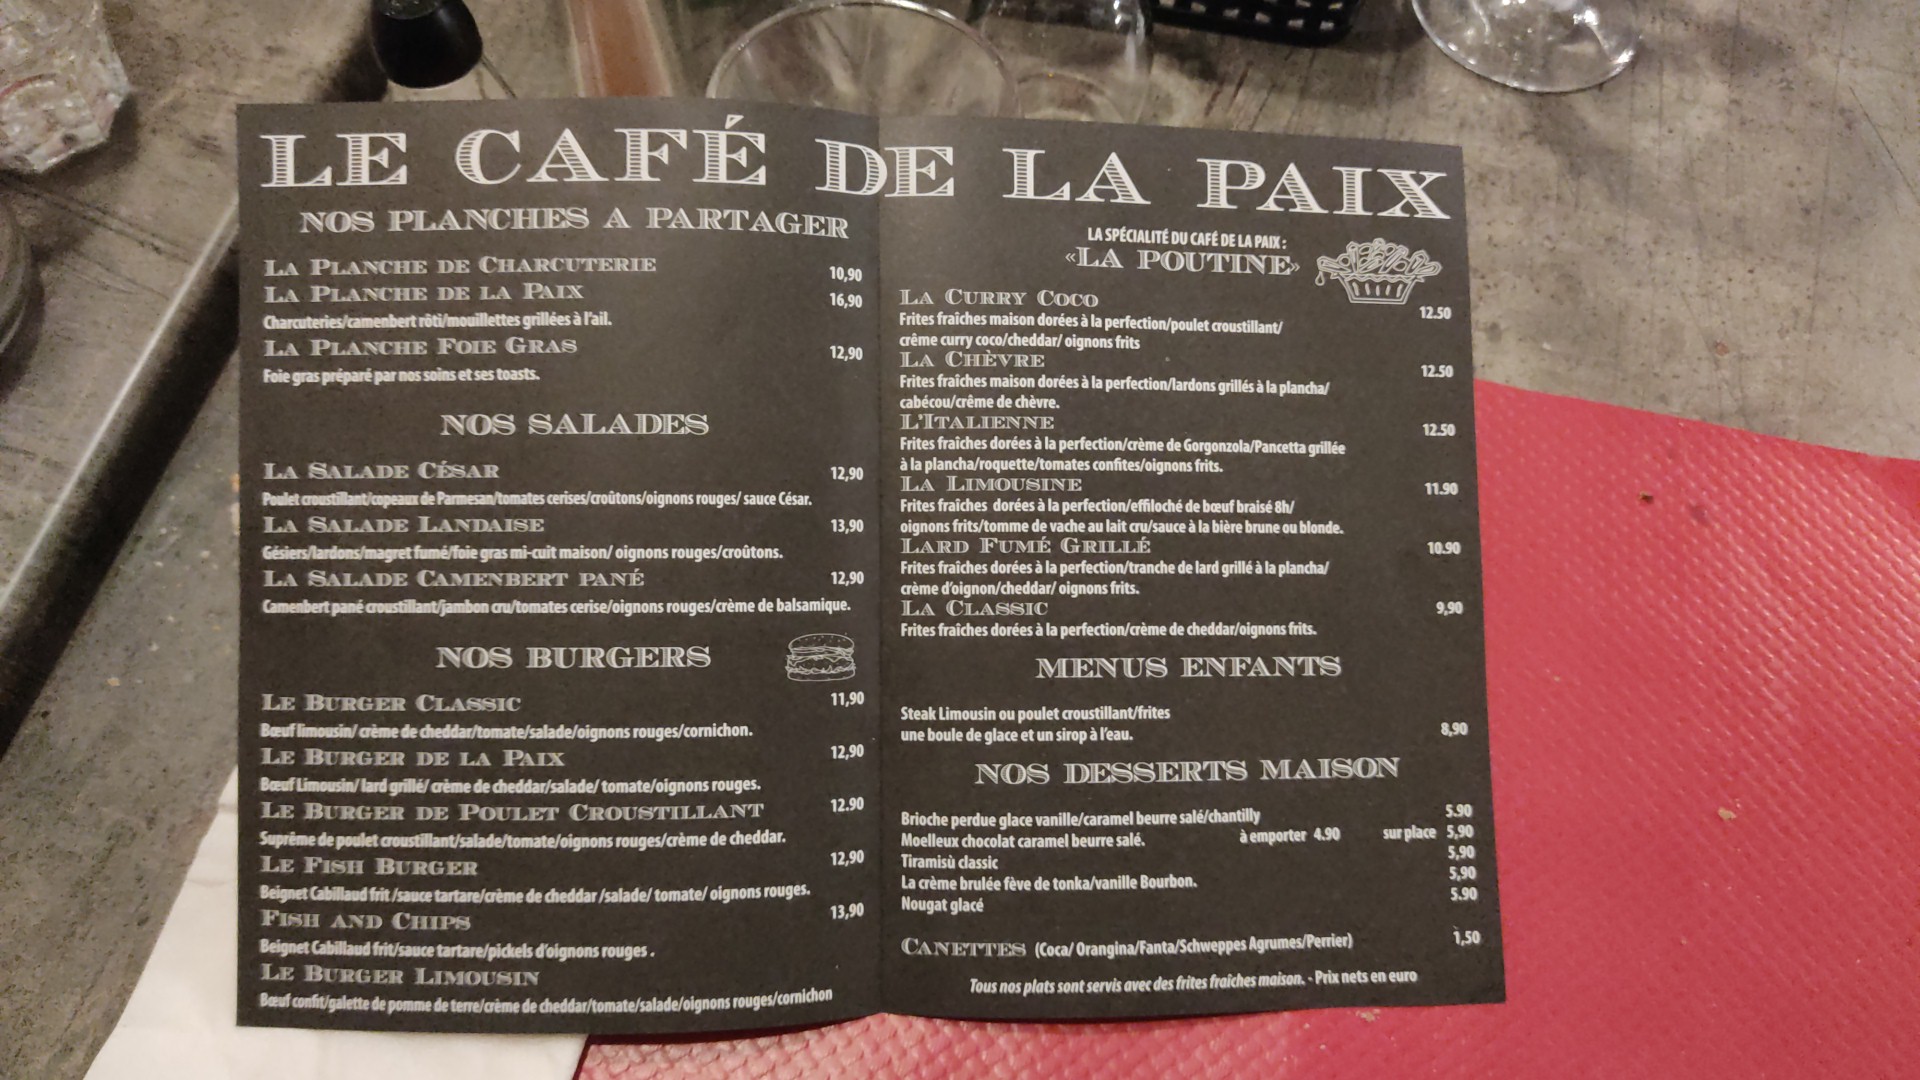 LE CAFÉ DE LA PAIX
NOS PLANCHES A PARTAGER
LA PLANCHE DE CHARCUTERIE 10,90
LA PLANCHE DE LA PAIX 16,90
Charcuteries/camenbert rôti/mouillettes grillées à l'ail.
LA PLANCHE FOIE GRAS 12,90
Foie gras préparé par nos soins et ses toasts.
NOS SALADES
LA SALADE CÉSAR 12,90
Poulet croustillant/copeaux de Parmesan/tomates cerises/croûtons/oignons rouges/ sauce César.
LA SALADE LANDAISE 13,90
Gésiers/lardons/magret fumé/foie gras mi-cuit maison/ oignons rouges/croûtons.
LA SALADE CAMENBERT PANÉ 12,90
Camenbert pané croustillant/jambon cru/tomates cerise/oignons rouges/crème de balsamique.
NOS BURGERS
LE BURGER CLASSIC 11,90
Bœuf limousin/ crème de cheddar/tomate/salade/oignons rouges/cornichon.
LE BURGER DE LA PAIX 12,90
Bœuf Limousin/ lard grillé/ crème de cheddar/salade/ tomate/oignons rouges.
LE BURGER DE POULET CROUSTILLANT 12.90
Suprême de poulet croustillant/salade/tomate/oignons rouges/crème de cheddar.
LE FISH BURGER 12,90
Beignet Cabillaud frit /sauce tartare/crème de cheddar /salade/ tomate/ oignons rouges.
FISH AND CHIPS 13,90
Beignet Cabillaud frit/sauce tartare/pickels d'oignons rouges .
LE BURGER LIMOUSIN
Bœuf confit/galette de pomme de terre/crème de cheddar/tomate/salade/oignons rouges/cornichon
LA SPÉCIALITÉ DU CAFÉ DE LA PAIX :
«LA POUTINE»
LA CURRY COCO 12.50
Frites fraîches maison dorées à la perfection/poulet croustillant/
crême curry coco/cheddar/ oignons frits
LA CHÈVRE 12.50
Frites fraîches maison dorées à la perfection/lardons grillés à la plancha/
cabécou/crême de chèvre.
L'ITALIENNE 12.50
Frites fraîches dorées à la perfection/crème de Gorgonzola/Pancetta grillée
à la plancha/roquette/tomates confites/oignons frits.
LA LIMOUSINE 11.90
Frites fraîches dorées à la perfection/effiloché de bœuf braisé 8h/
oignons frits/tomme de vache au lait cru/sauce à la bière brune ou blonde.
LARD FUMÉ GRILLÉ 10.90
Frites fraîches dorées à la perfection/tranche de lard grillé à la plancha/
crème d'oignon/cheddar/ oignons frits.
LA CLASSIC 9,90
Frites fraîches dorées à la perfection/crème de cheddar/oignons frits.
MENUS ENFANTS
Steak Limousin ou poulet croustillant/frites
une boule de glace et un sirop à l'eau. 8,90
NOS DESSERTS MAISON
Brioche perdue glace vanille/caramel beurre salé/chantilly 5.90
Moelleux chocolat caramel beurre salé. à emporter 4.90 sur place 5,90
Tiramisù classic 5,90
La crème brulée fève de tonka/vanille Bourbon. 5,90
Nougat glacé 5.90
CANETTES (Coca/ Orangina/Fanta/Schweppes Agrumes/Perrier) 1,50
Tous nos plats sont servis avec des frites fraîches maison. - Prix nets en euro